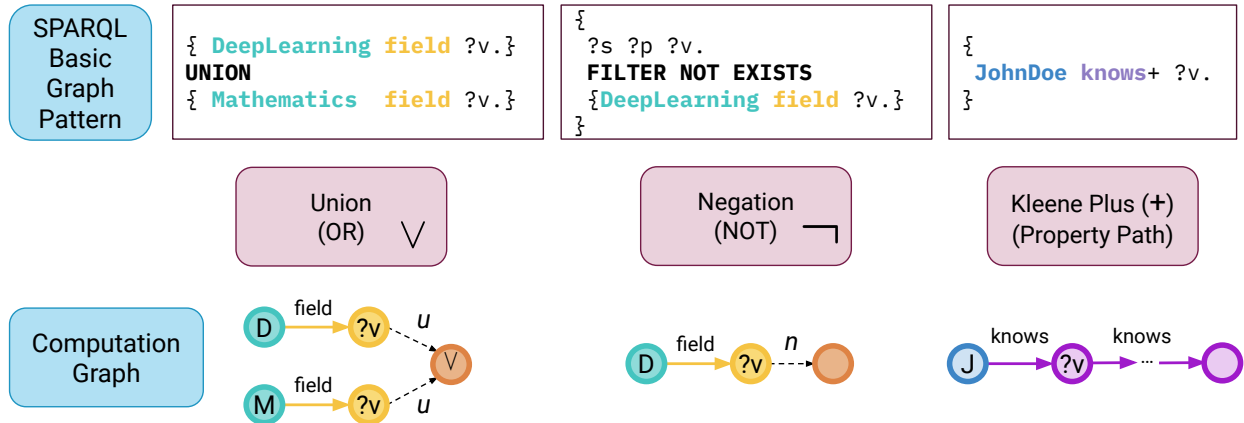 SPARQL
Basic
Graph
Pattern
{ DeepLearning field ?v.}
UNION
{ Mathematics field ?v.}
{
?s ?p ?v.
FILTER NOT EXISTS
{DeepLearning field ?v.}
}
{
JohnDoe knows+ ?v.
}
Union
(OR) ∨
Negation
(NOT) ¬
Kleene Plus (+)
(Property Path)
Computation
Graph
field
D
?v
u
∨
field
M
?v
u
field
D
?v
n
knows
knows
J
?v
...